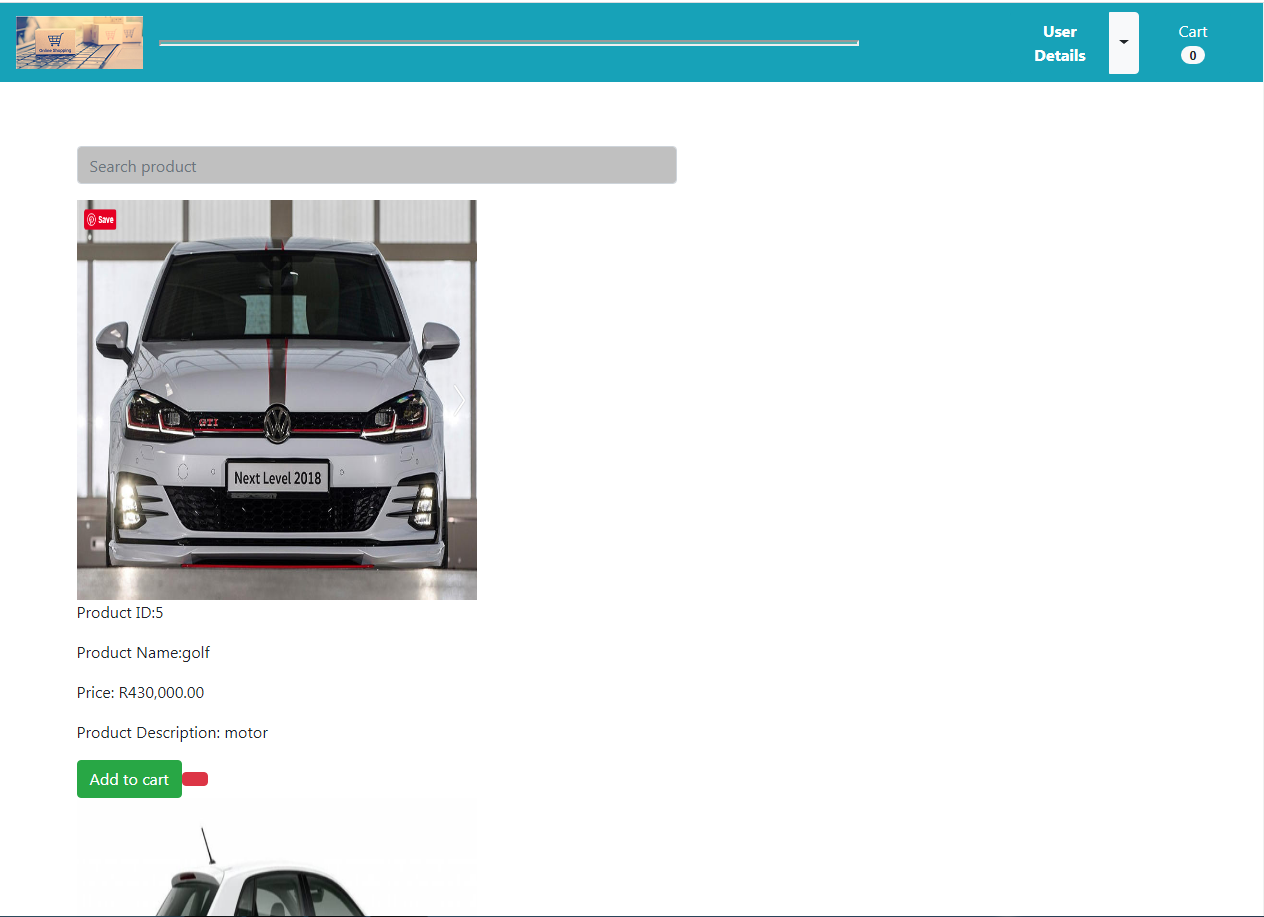 Online Shopping
User
Details
Cart
0
Search product
Save
GTI
Next Level 2018
Product ID:5
Product Name:golf
Price: R430,000.00
Product Description: motor
Add to cart